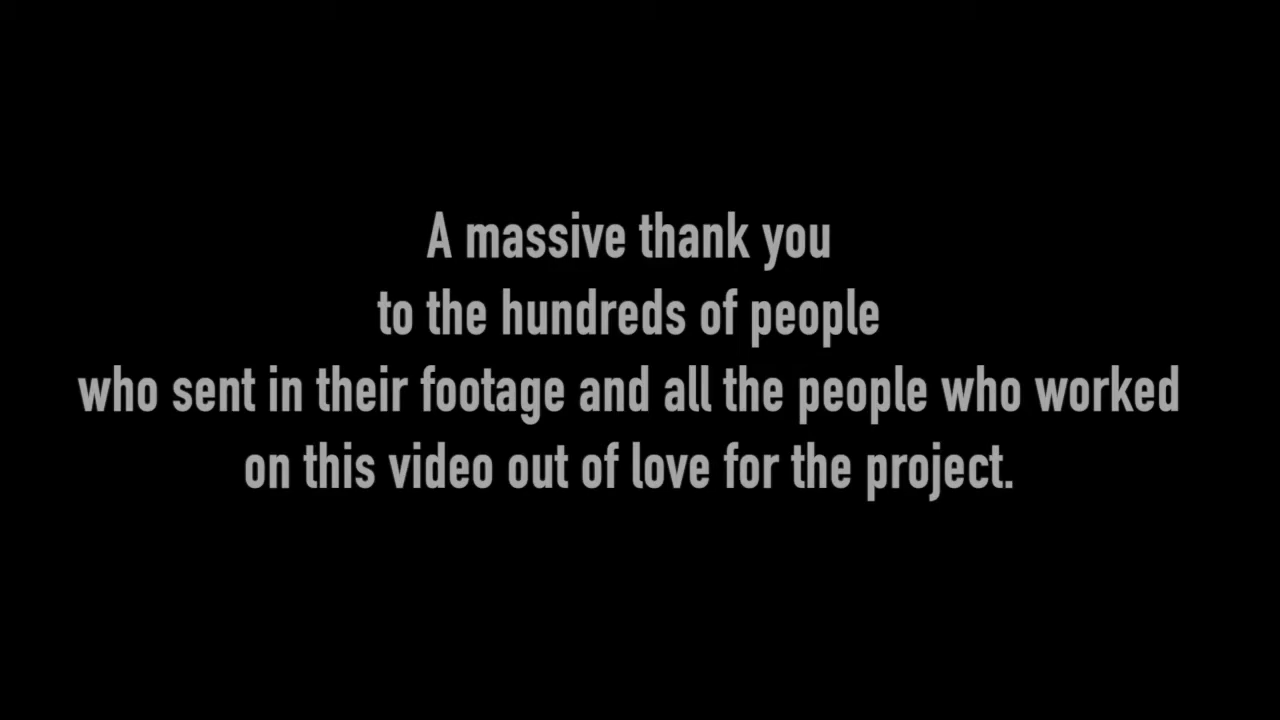 A massive thank you
to the hundreds of people
who sent in their footage and all the people who worked
on this video out of love for the project.